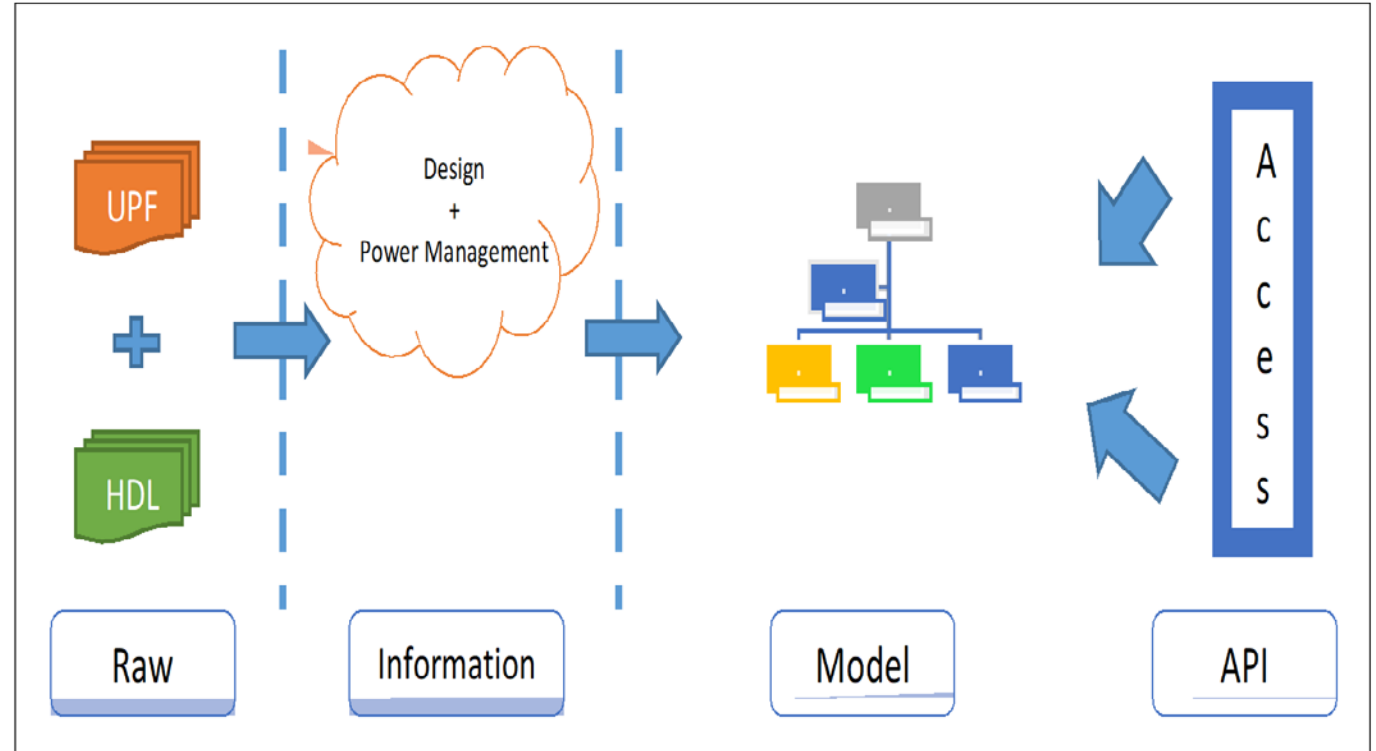 UPF
HDL
Design
+
Power Management
A
c
c
e
s
s
Raw
Information
Model
API